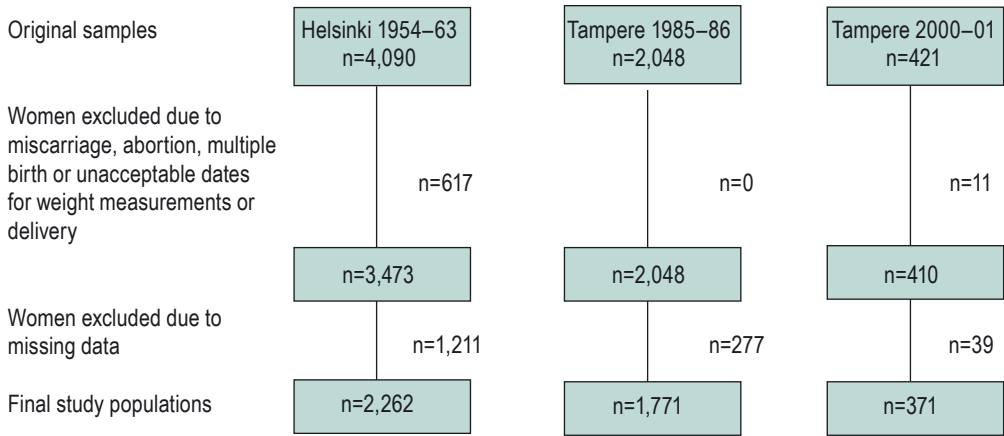 Original samples
Helsinki 1954–63
n=4,090
Tampere 1985–86
n=2,048
Tampere 2000–01
n=421
Women excluded due to
miscarriage, abortion, multiple
birth or unacceptable dates
for weight measurements or
delivery
n=617
n=0
n=11
n=3,473
n=2,048
n=410
Women excluded due to
missing data
n=1,211
n=277
n=39
Final study populations
n=2,262
n=1,771
n=371